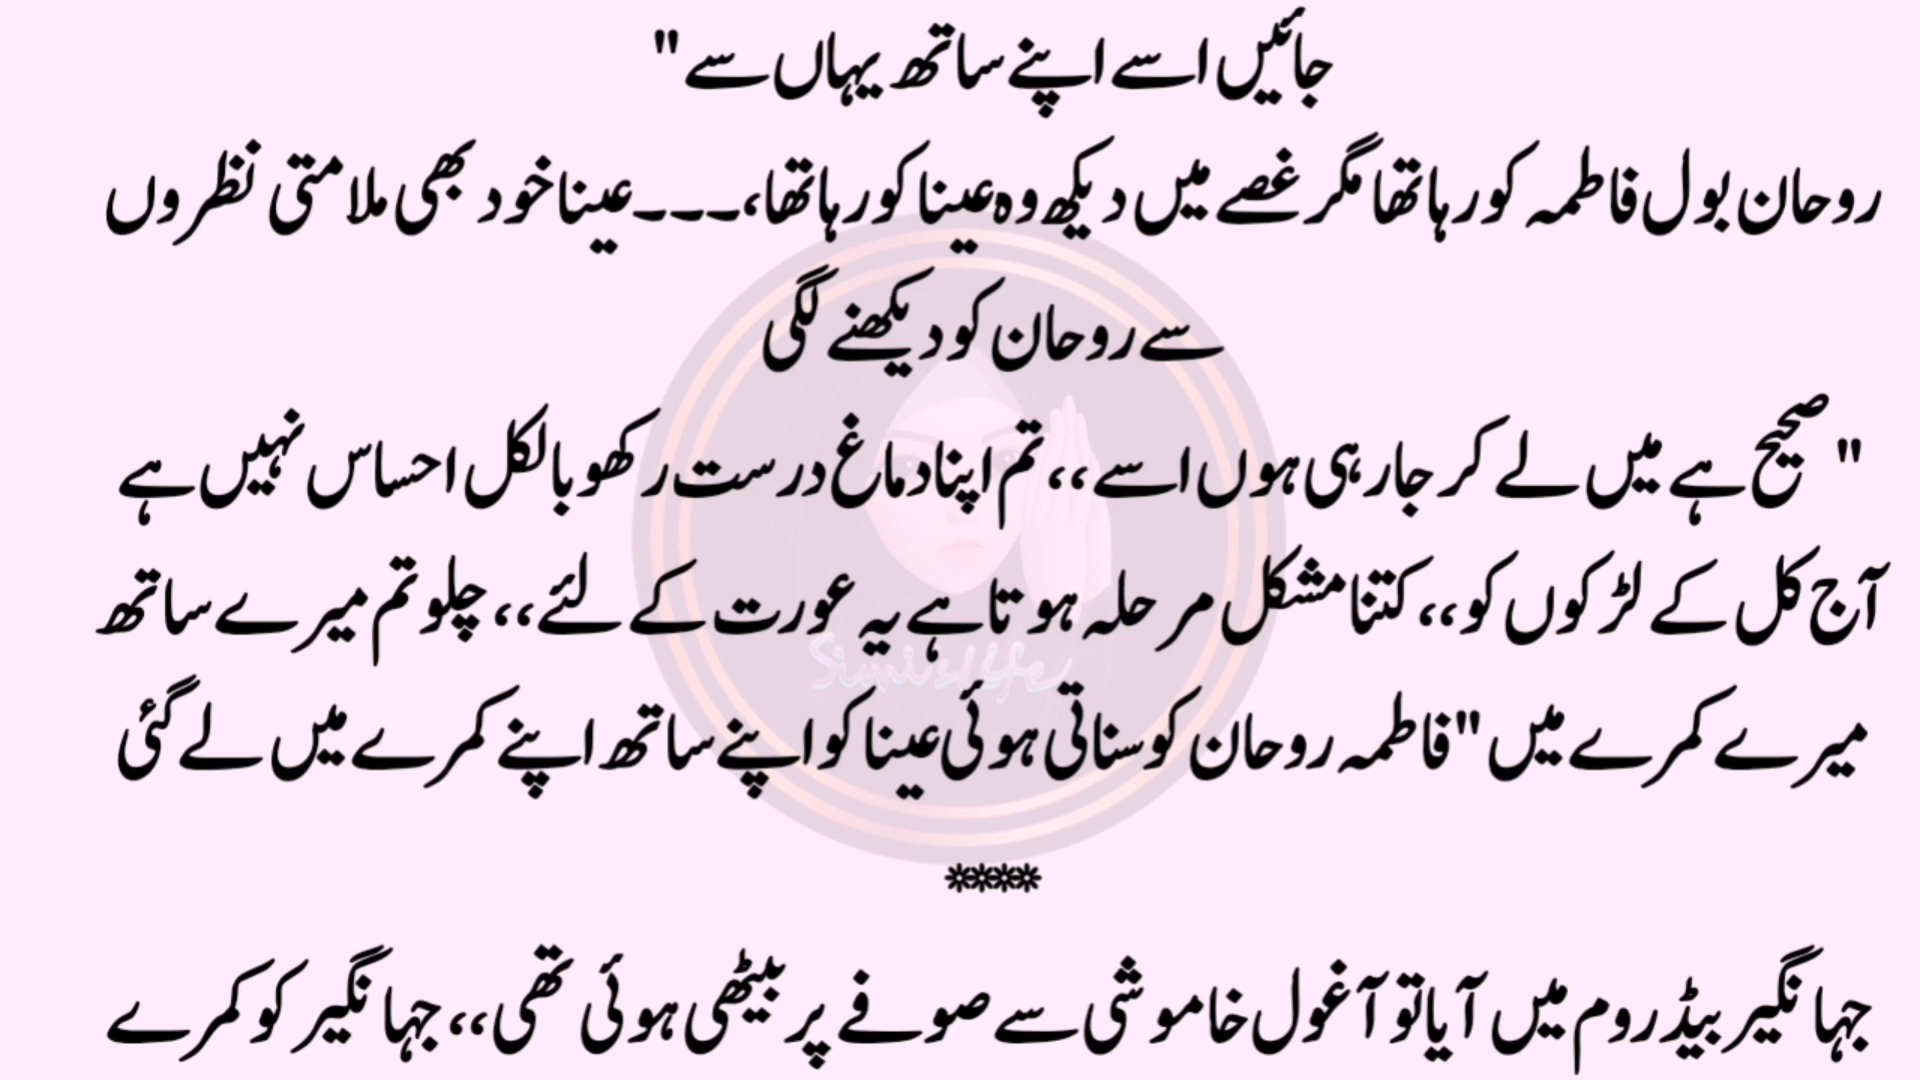 جائیں اسے اپنے ساتھ یہاں سے"
روحان بول فاطمہ کو رہا تھا مگر غصے میں دیکھ وہ عینا کو رہا تھا،۔۔۔عینا خود بھی ملامتی نظروں
سے روحان کو دیکھنے لگی
"صحیح ہے میں لے کر جا رہی ہوں اسے،، تم اپنا دماغ درست رکھو بالکل احساس نہیں ہے
آج کل کے لڑکوں کو،، کتنا مشکل مرحلہ ہوتا ہے یہ عورت کے لئے،، چلو تم میرے ساتھ
Simi's life
میرے کمرے میں" فاطمہ روحان کو سناتی ہوئی عینا کو اپنے ساتھ اپنے کمرے میں لے گئی
****
جہانگیر بیڈ روم میں آیا تو آغول خاموشی سے صوفے پر بیٹھی ہوئی تھی،، جہانگیر کو کمرے